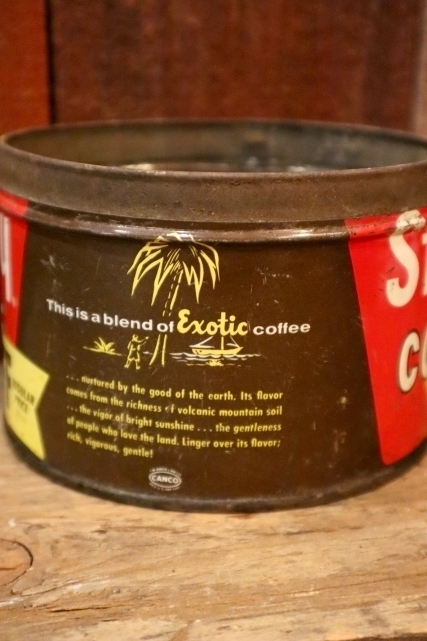 This is a blend of Exotic coffee
... nurtured by the good of the earth. Its flavor
comes from the richness of volcanic mountain soil
... the vigor of bright sunshine ... the gentleness
of people who love the land. Linger over its flavor;
rich, vigorous, gentle!
CANCO